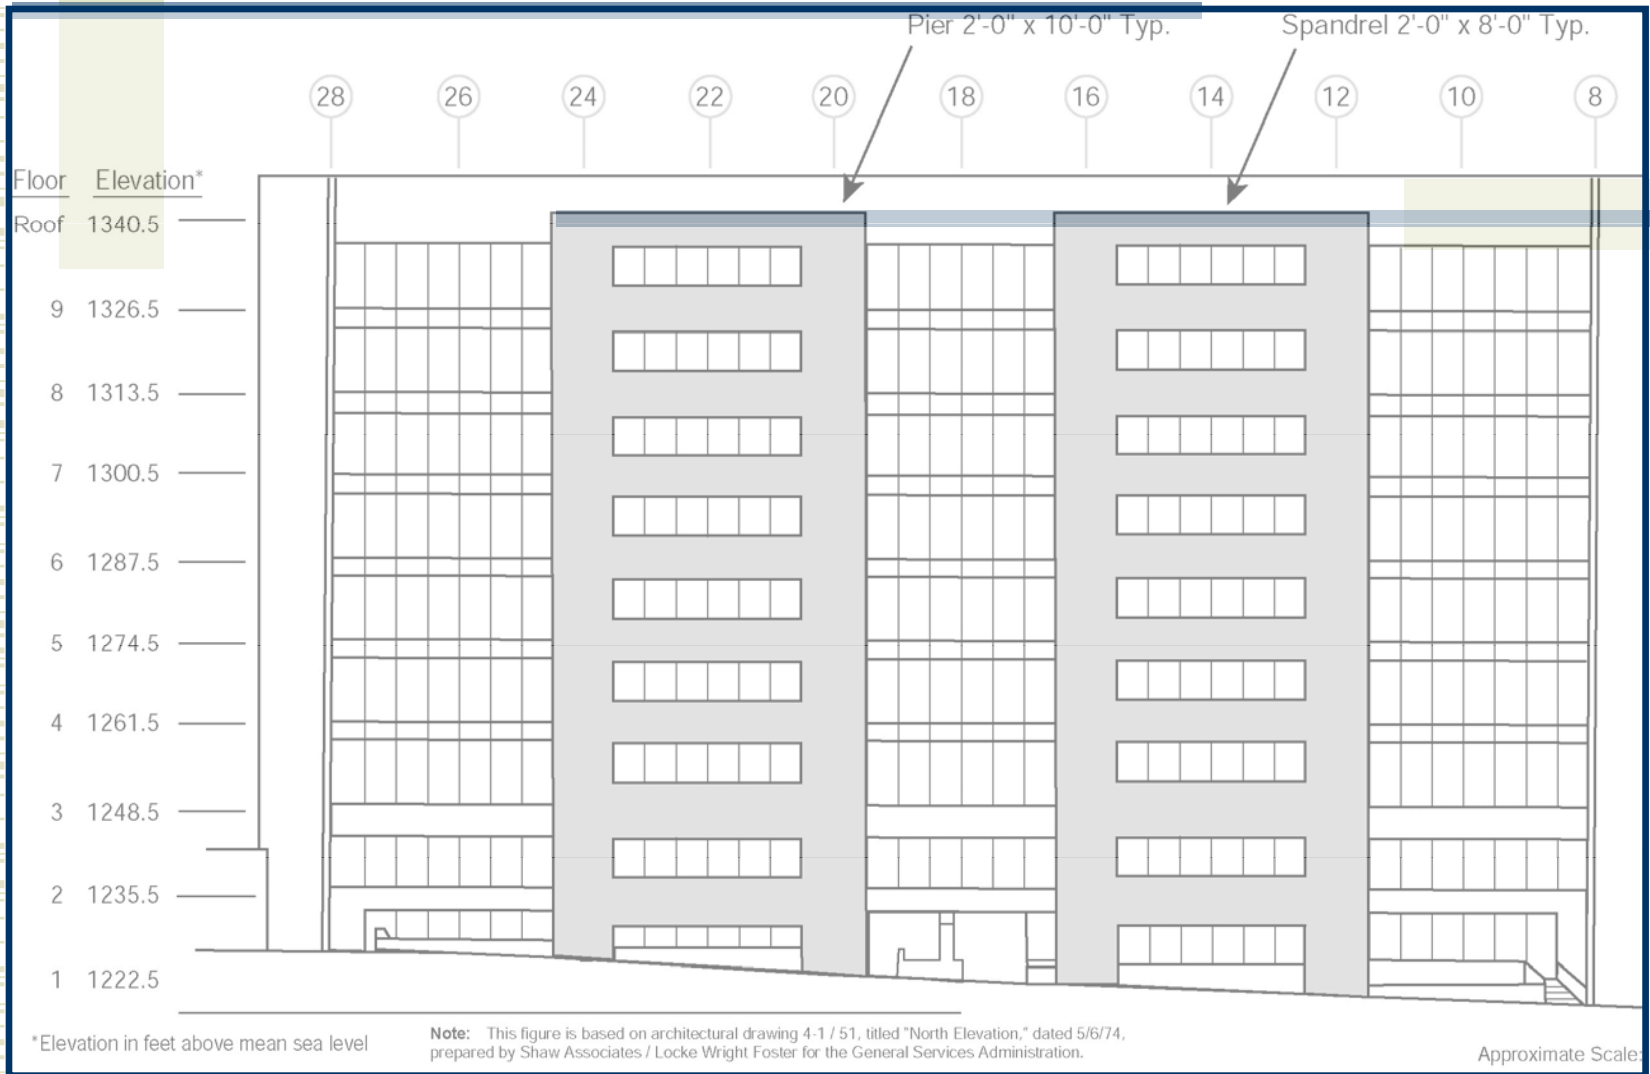 Pier 2'-0" x 10'-0" Typ. Spandrel 2'-0" x 8'-0" Typ.
28 26 24 22 20 18 16 14 12 10 8
Floor Elevation*
Roof 1340.5
9 1326.5
8 1313.5
7 1300.5
6 1287.5
5 1274.5
4 1261.5
3 1248.5
2 1235.5
1 1222.5
*Elevation in feet above mean sea level
Note: This figure is based on architectural drawing 4-1 / 51, titled "North Elevation," dated 5/6/74,
prepared by Shaw Associates / Locke Wright Foster for the General Services Administration.
Approximate Scale: